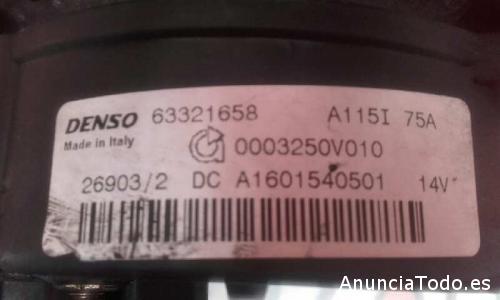 DENSO 63321658 A115I 75A
Made in Italy
0003250V010
26903/2 DC A1601540501 14V
AnunciaTodo.es